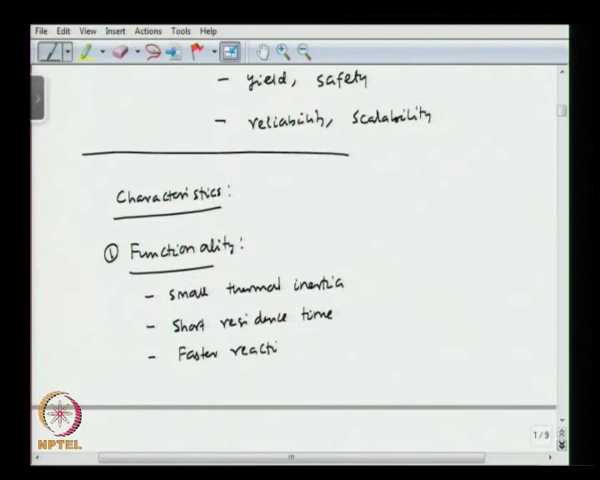 File Edit View Insert Actions Tools Help
- yield, safety
- reliability, scalability
Characteristics:
① Functionality:
- small thermal inertia
- Short residence time
- Faster reacti
1/9
NPTEL